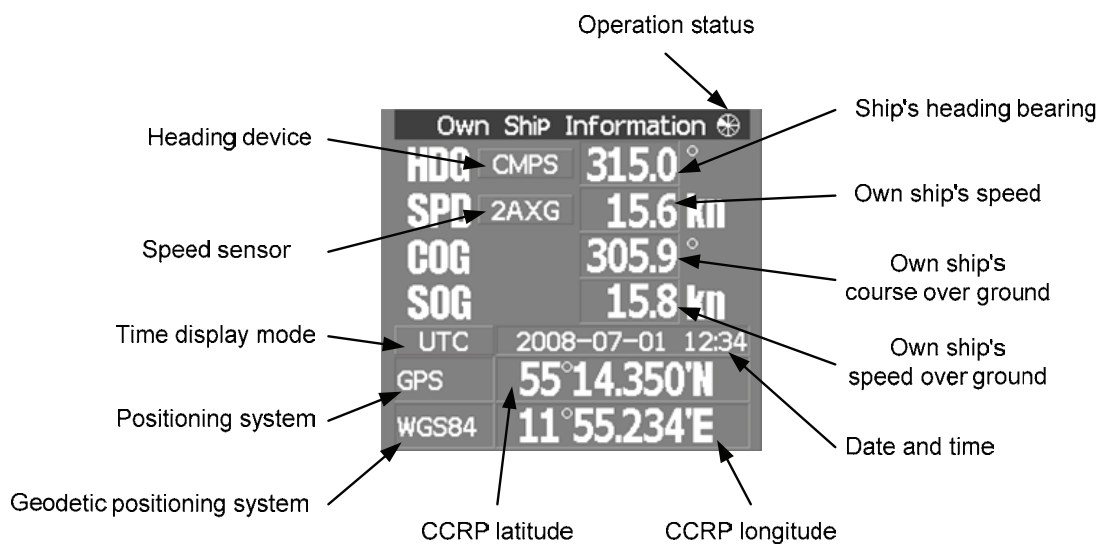 Operation status
Own Ship Information
Heading device
HDG CMPS 315.0°
Ship's heading bearing
SPD 2AXG 15.6 kn
Own ship's speed
Speed sensor
COG 305.9°
Own ship's
course over ground
SOG 15.8 kn
Time display mode
UTC 2008-07-01 12:34
Own ship's
speed over ground
GPS 55°14.350'N
Positioning system
WGS84 11°55.234'E
Date and time
Geodetic positioning system
CCRP latitude
CCRP longitude